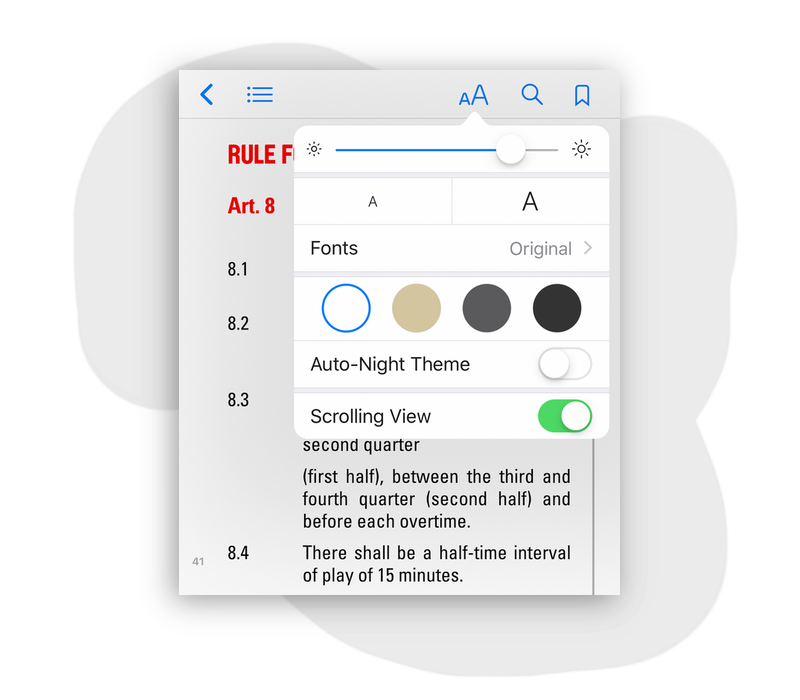 AA
RULE F
Art. 8
A A
8.1
Fonts Original
8.2
Auto-Night Theme
8.3
Scrolling View
second quarter
(first half), between the third and
fourth quarter (second half) and
before each overtime.
8.4 There shall be a half-time interval
41
of play of 15 minutes.